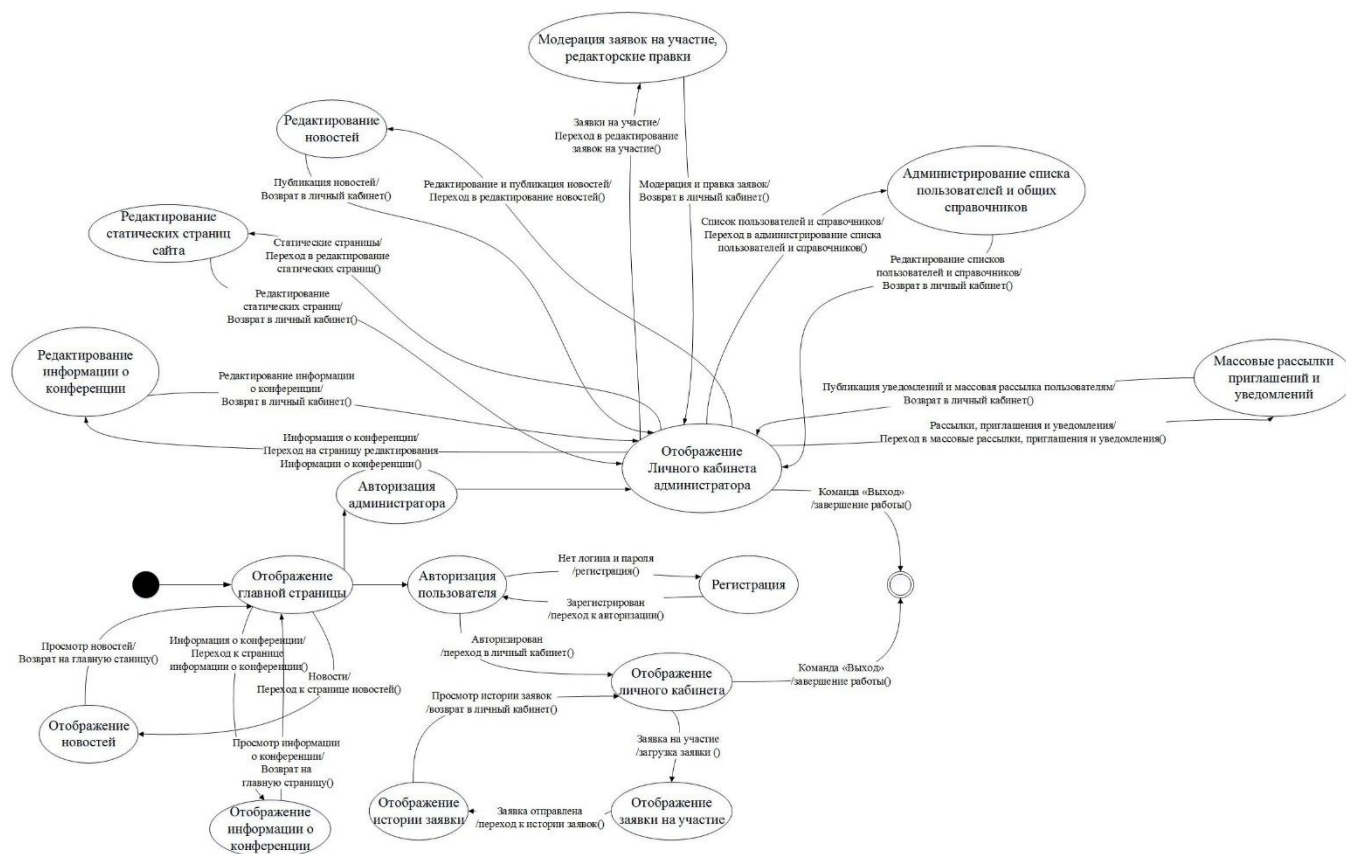 Модерация заявок на участие,
редакторские правки
Редактирование
новостей
Заявки на участие/
Переход в редактирование
заявок на участие()
Публикация новостей/
Возврат в личный кабинет()
Редактирование и публикация новостей/
Переход в редактирование новостей()
Модерация и правка заявок/
Возврат в личный кабинет()
Администрирование списка
пользователей и общих
справочников
Редактирование
статических страниц
сайта
Статические страницы/
Переход в редактирование
статических страниц()
Список пользователей и справочников/
Переход в администрирование списка
пользователей и справочников()
Редактирование списков
пользователей и справочников/
Возврат в личный кабинет()
Редактирование
статических страниц/
Возврат в личный кабинет()
Редактирование
информации о
конференции
Редактирование информации
о конференции/
Возврат в личный кабинет()
Публикация уведомлений и массовая рассылка пользователям/
Возврат в личный кабинет()
Массовые рассылки
приглашений и
уведомлений
Рассылки, приглашения и уведомления/
Переход в массовые рассылки, приглашения и уведомления()
Информация о конференции/
Переход на страницу редактирования
Информации о конференции()
Отображение
Личного кабинета
администратора
Авторизация
администратора
Команда «Выход»
/завершение работы()
Отображение
главной страницы
Авторизация
пользователя
Нет логина и пароля
/регистрация()
Регистрация
Зарегистрирован
/переход к авторизации()
Просмотр новостей/
Возврат на главную станицу()
Информация о конференции/
Переход к странице
информации о конференции()
Новости/
Переход к странице новостей()
Авторизирован
/переход в личный кабинет()
Отображение
личного кабинета
Команда «Выход»
/завершение работы()
Просмотр истории заявок
/возврат в личный кабинет()
Отображение
новостей
Просмотр информации
о конференции/
Возврат на
главную страницу()
Заявка на участие
/загрузка заявки ()
Отображение
информации о
конференции
Отображение
истории заявки
Заявка отправлена
/переход к истории заявок()
Отображение
заявки на участие